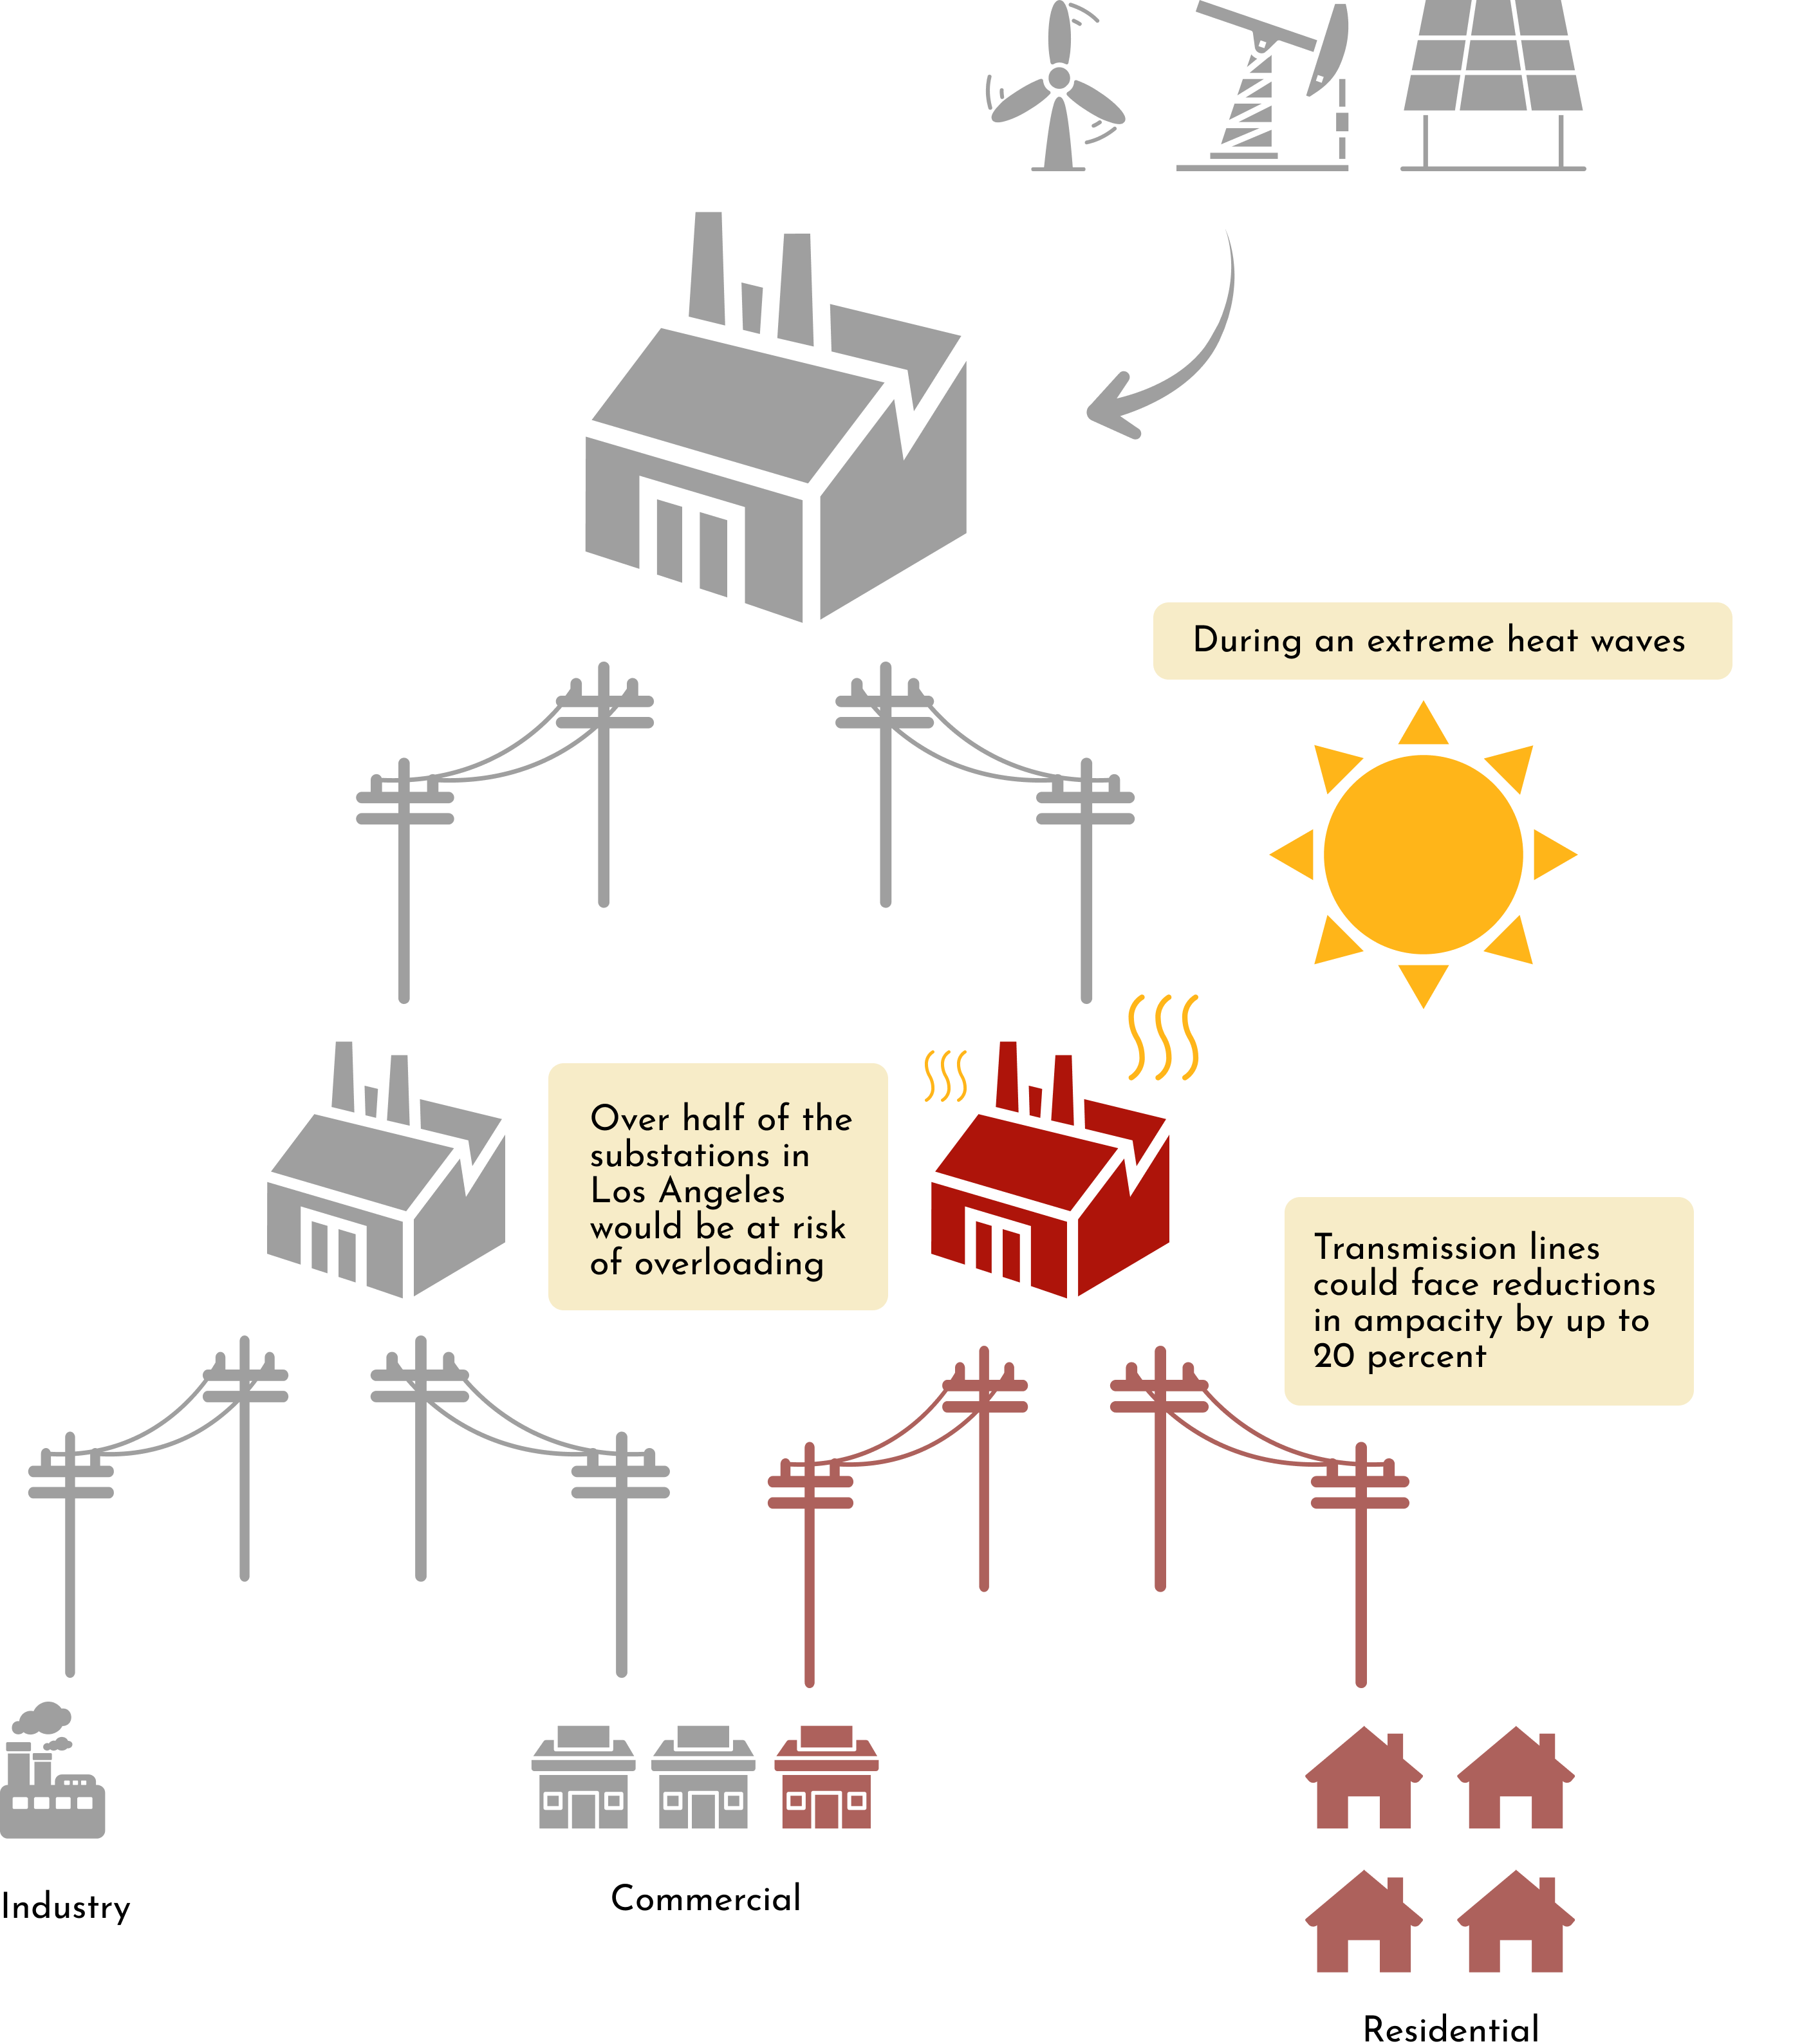 During an extreme heat waves
Over half of the
substations in
Los Angeles
would be at risk
of overloading
Transmission lines
could face reductions
in ampacity by up to
20 percent
Industry
Commercial
Residential